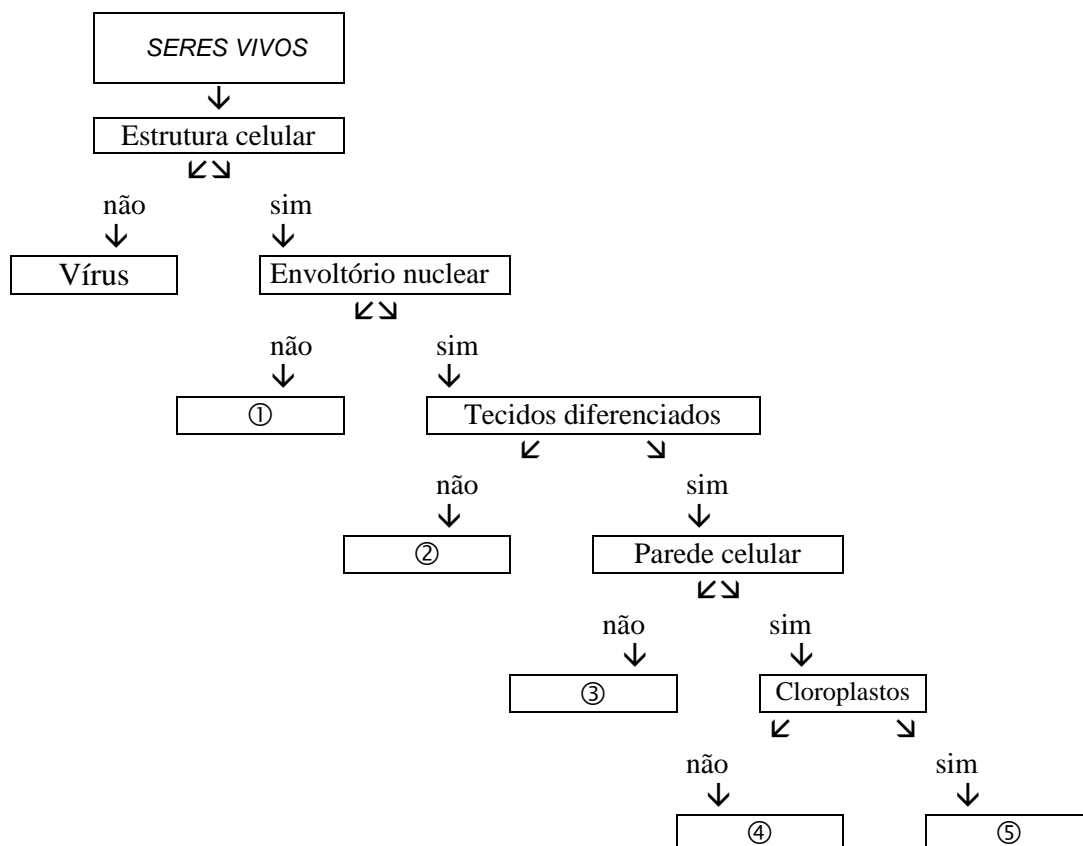 SERES VIVOS
Estrutura celular
não sim
Vírus Envoltório nuclear
não sim
① Tecidos diferenciados
não sim
② Parede celular
não sim
③ Cloroplastos
não sim
④ ⑤